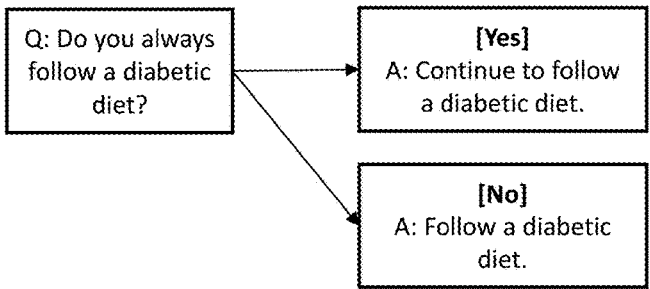 Q: Do you always
follow a diabetic
diet?
[Yes]
A: Continue to follow
a diabetic diet.
[No]
A: Follow a diabetic
diet.